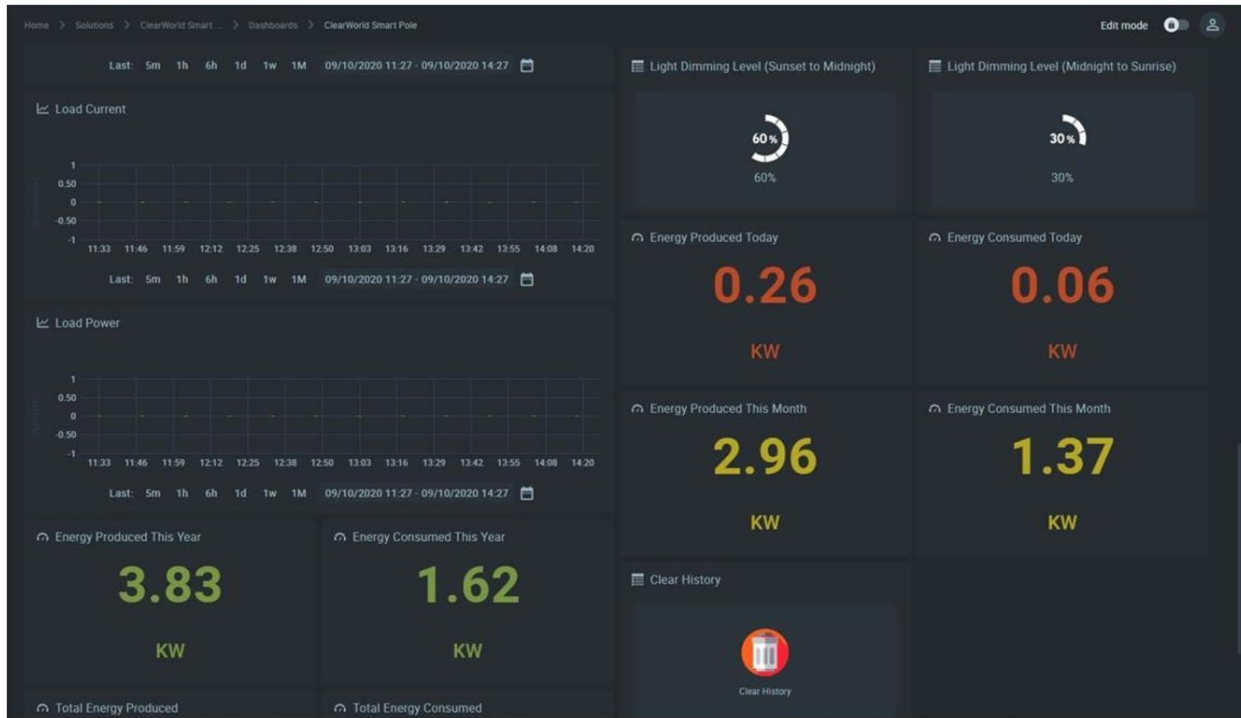 Home > Solutions > ClearWorld Smart ... > Dashboards > ClearWorld Smart Pole
Edit mode
Last: 5m 1h 6h 1d 1w 1M 09/10/2020 11:27 - 09/10/2020 14:27
Load Current
1
0.50
0
-0.50
-1
11:33 11:46 11:59 12:12 12:25 12:38 12:50 13:03 13:16 13:29 13:42 13:55 14:08 14:20
Last: 5m 1h 6h 1d 1w 1M 09/10/2020 11:27 - 09/10/2020 14:27
Load Power
1
0.50
0
-0.50
-1
11:33 11:46 11:59 12:12 12:25 12:38 12:50 13:03 13:16 13:29 13:42 13:55 14:08 14:20
Last: 5m 1h 6h 1d 1w 1M 09/10/2020 11:27 - 09/10/2020 14:27
Energy Produced This Year
3.83
KW
Energy Consumed This Year
1.62
KW
Total Energy Produced
Total Energy Consumed
Light Dimming Level (Sunset to Midnight)
60 %
60%
Light Dimming Level (Midnight to Sunrise)
30 %
30%
Energy Produced Today
0.26
KW
Energy Consumed Today
0.06
KW
Energy Produced This Month
2.96
KW
Energy Consumed This Month
1.37
KW
Clear History
Clear History